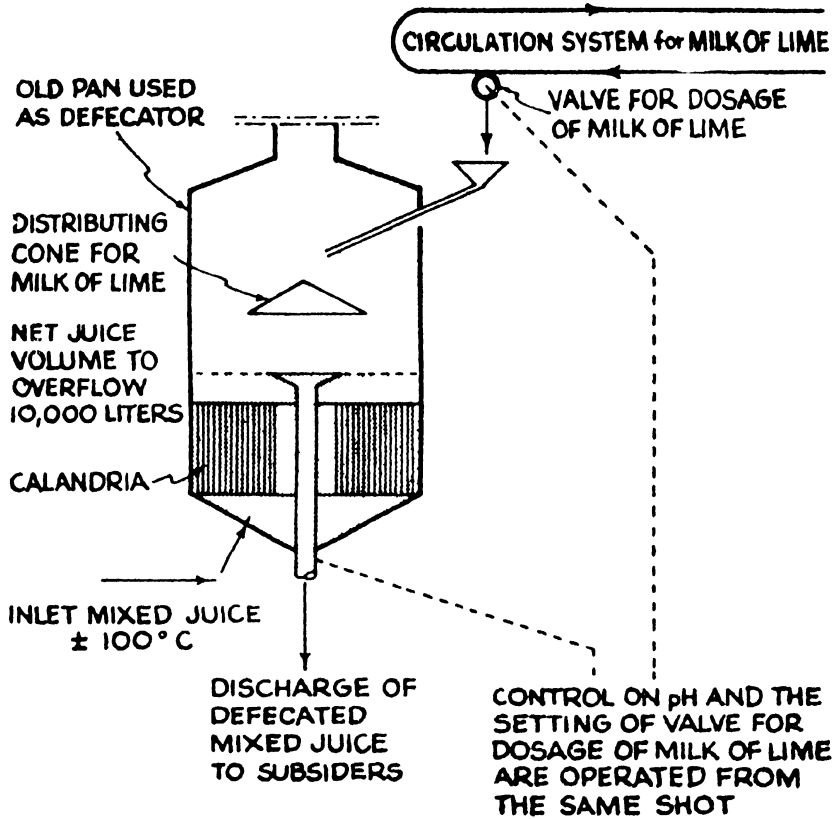 CIRCULATION SYSTEM for MILK OF LIME
OLD PAN USED
AS DEFECATOR
VALVE FOR DOSAGE
OF MILK OF LIME
DISTRIBUTING
CONE FOR
MILK OF LIME
NET JUICE
VOLUME TO
OVERFLOW
10,000 LITERS
CALANDRIA
INLET MIXED JUICE
± 100° C
DISCHARGE OF
DEFECATED
MIXED JUICE
TO SUBSIDERS
CONTROL ON pH AND THE
SETTING OF VALVE FOR
DOSAGE OF MILK OF LIME
ARE OPERATED FROM
THE SAME SHOT